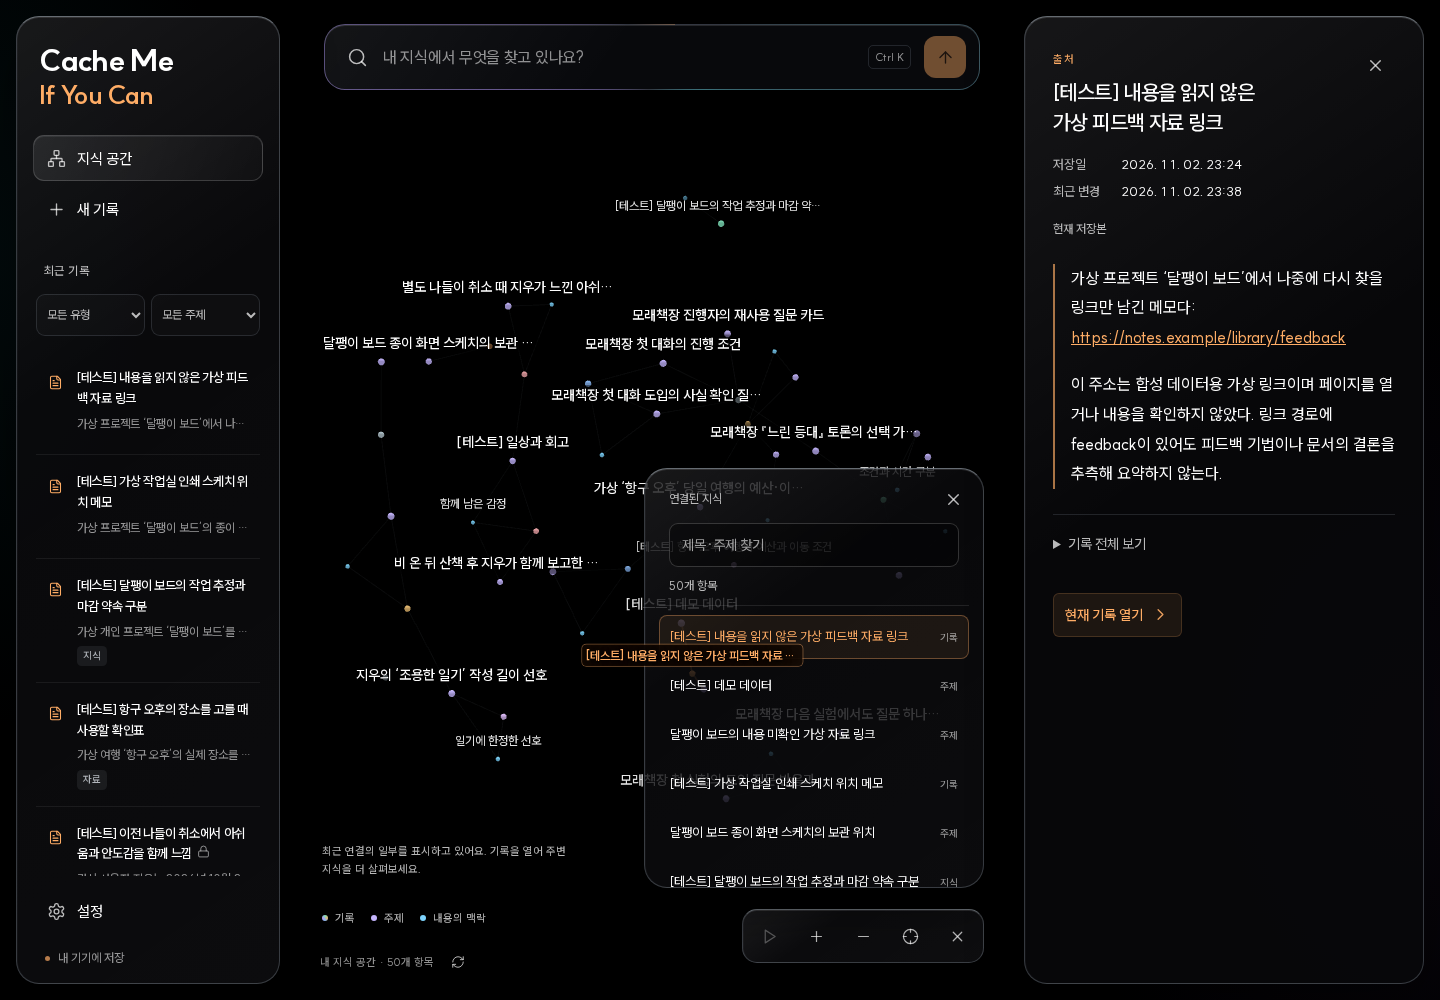 Cache Me
If You Can
지식 공간
새 기록
최근 기록
모든 유형
모든 주제
[테스트] 내용을 읽지 않은 가상 피드
백 자료 링크
가상 프로젝트 ‘달팽이 보드’에서 나…
[테스트] 가상 작업실 인쇄 스케치 위
치 메모
가상 프로젝트 ‘달팽이 보드’의 종이 …
[테스트] 달팽이 보드의 작업 추정과
마감 약속 구분
가상 개인 프로젝트 ‘달팽이 보드’를 …
지식
[테스트] 항구 오후의 장소를 고를 때
사용할 확인표
가상 여행 ‘항구 오후’의 실제 장소를 …
자료
[테스트] 이전 나들이 취소에서 아쉬
움과 안도감을 함께 느낌
설정
내 기기에 저장
내 지식에서 무엇을 찾고 있나요?
Ctrl K
[테스트] 달팽이 보드의 작업 추정과 마감 약…
별도 나들이 취소 때 지우가 느낀 아쉬…
모래책장 진행자의 재사용 질문 카드
달팽이 보드 종이 화면 스케치의 보관 …
모래책장 첫 대화의 진행 조건
모래책장 첫 대화 도입의 사실 확인 질…
모래책장 『느린 등대』 토론의 선택 가…
[테스트] 일상과 회고
조건과 시간 구분
가상 ‘항구 오후’ 당일 여행의 예산·이…
함께 남은 감정
비 온 뒤 산책 후 지우가 함께 보고한 …
[테스트] 데모 데이터
[테스트] 내용을 읽지 않은 가상 피드백 자료 …
지우의 ‘조용한 일기’ 작성 길이 선호
모래책장 다음 실험에서도 질문 하나…
일기에 한정한 선호
연결된 지식
제목·주제 찾기
50개 항목
[테스트] 내용을 읽지 않은 가상 피드백 자료 링크
기록
[테스트] 데모 데이터
주제
달팽이 보드의 내용 미확인 가상 자료 링크
주제
[테스트] 가상 작업실 인쇄 스케치 위치 메모
기록
달팽이 보드 종이 화면 스케치의 보관 위치
주제
[테스트] 달팽이 보드의 작업 추정과 마감 약속 구분
지식
최근 연결의 일부를 표시하고 있어요. 기록을 열어 주변
지식을 더 살펴보세요.
기록
주제
내용의 맥락
내 지식 공간 · 50개 항목
출처
[테스트] 내용을 읽지 않은
가상 피드백 자료 링크
저장일 2026. 11. 02. 23:24
최근 변경 2026. 11. 02. 23:38
현재 저장본
가상 프로젝트 ‘달팽이 보드’에서 나중에 다시 찾을
링크만 남긴 메모다:
https://notes.example/library/feedback
이 주소는 합성 데이터용 가상 링크이며 페이지를 열
거나 내용을 확인하지 않았다. 링크 경로에
feedback이 있어도 피드백 기법이나 문서의 결론을
추측해 요약하지 않는다.
기록 전체 보기
현재 기록 열기